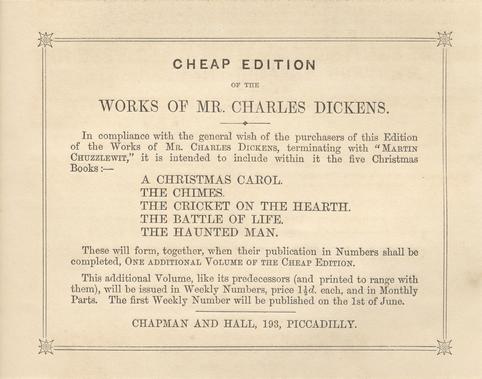 CHEAP EDITION
OF THE
WORKS OF MR. CHARLES DICKENS.
In compliance with the general wish of the purchasers of this Edition
of the Works of MR. CHARLES DICKENS, terminating with "MARTIN
CHUZZLEWIT," it is intended to include within it the five Christmas
Books :—
A CHRISTMAS CAROL.
THE CHIMES.
THE CRICKET ON THE HEARTH.
THE BATTLE OF LIFE.
THE HAUNTED MAN.
These will form, together, when their publication in Numbers shall be
completed, ONE ADDITIONAL VOLUME OF THE CHEAP EDITION.
This additional Volume, like its predecessors (and printed to range with
them), will be issued in Weekly Numbers, price 1½d. each, and in Monthly
Parts. The first Weekly Number will be published on the 1st of June.
CHAPMAN AND HALL, 193, PICCADILLY.